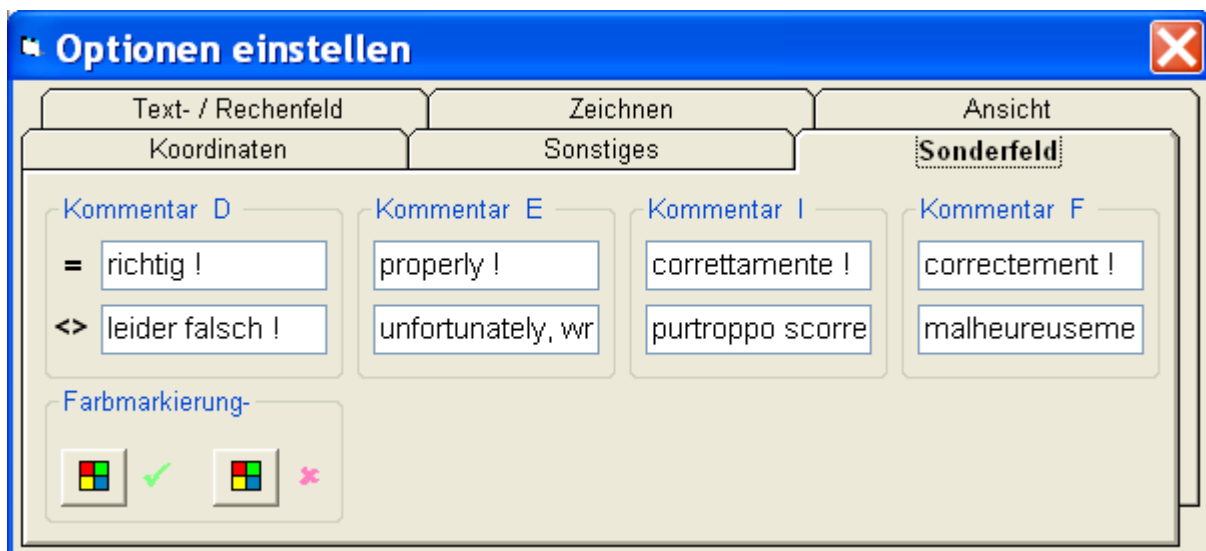 Optionen einstellen
Text- / Rechenfeld Zeichnen Ansicht
Koordinaten Sonstiges Sonderfeld
Kommentar D Kommentar E Kommentar I Kommentar F
= richtig ! properly ! correttamente ! correctement !
<> leider falsch ! unfortunately, wr purtroppo scorre malheureuseme
Farbmarkierung-